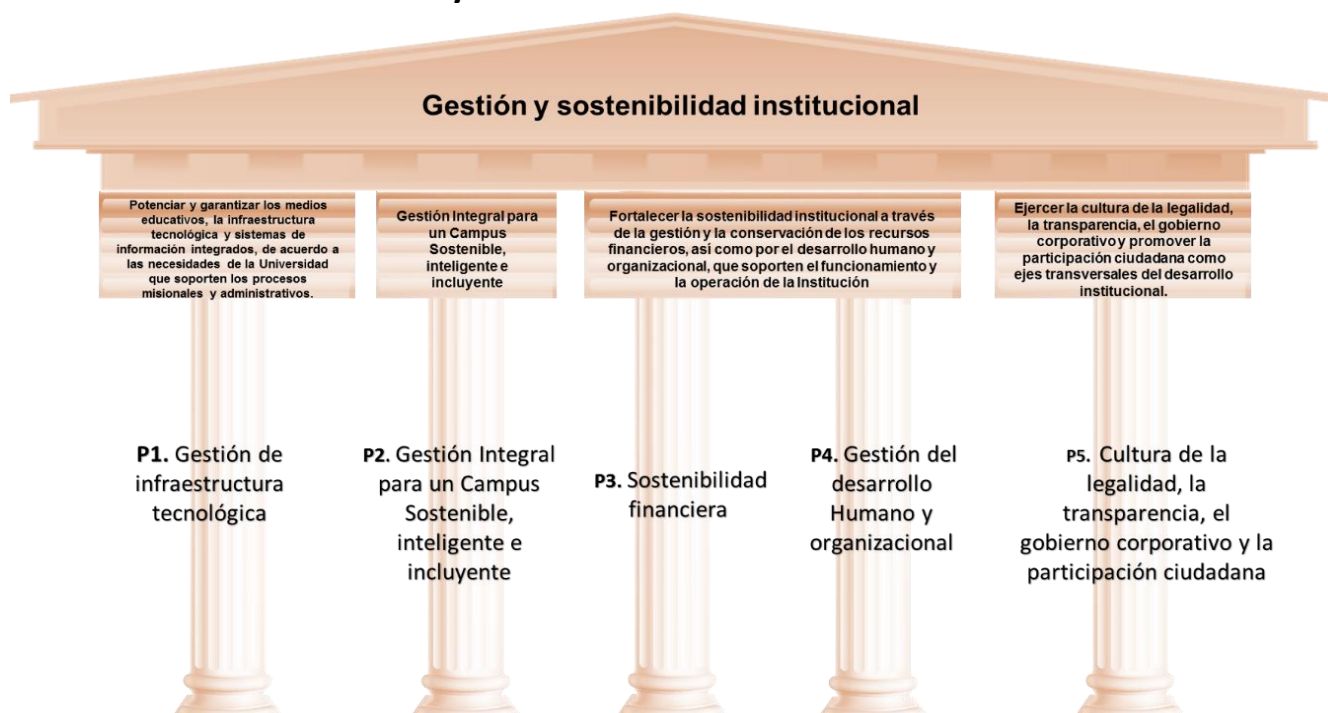 Gestión y sostenibilidad institucional
Potenciar y garantizar los medios
educativos, la infraestructura
tecnológica y sistemas de
información integrados, de acuerdo a
las necesidades de la Universidad
que soporten los procesos
misionales y administrativos.
Gestión Integral para
un Campus
Sostenible,
inteligente e
incluyente
Fortalecer la sostenibilidad institucional a través
de la gestión y la conservación de los recursos
financieros, así como por el desarrollo humano y
organizacional, que soporten el funcionamiento y
la operación de la Institución
Ejercer la cultura de la legalidad,
la transparencia, el gobierno
corporativo y promover la
participación ciudadana como
ejes transversales del desarrollo
institucional.
P1. Gestión de
infraestructura
tecnológica
P2. Gestión Integral
para un Campus
Sostenible,
inteligente e
incluyente
P3. Sostenibilidad
financiera
P4. Gestión del
desarrollo
Humano y
organizacional
P5. Cultura de la
legalidad, la
transparencia, el
gobierno corporativo y la
participación ciudadana